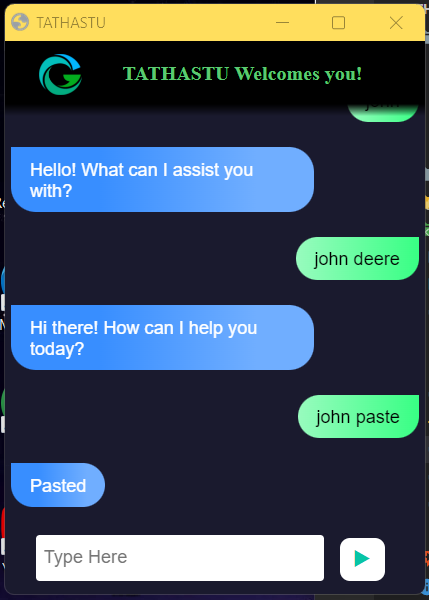 TATHASTU
TATHASTU Welcomes you!
Hello! What can I assist you
with?
john deere
Hi there! How can I help you
today?
john paste
Pasted
Type Here